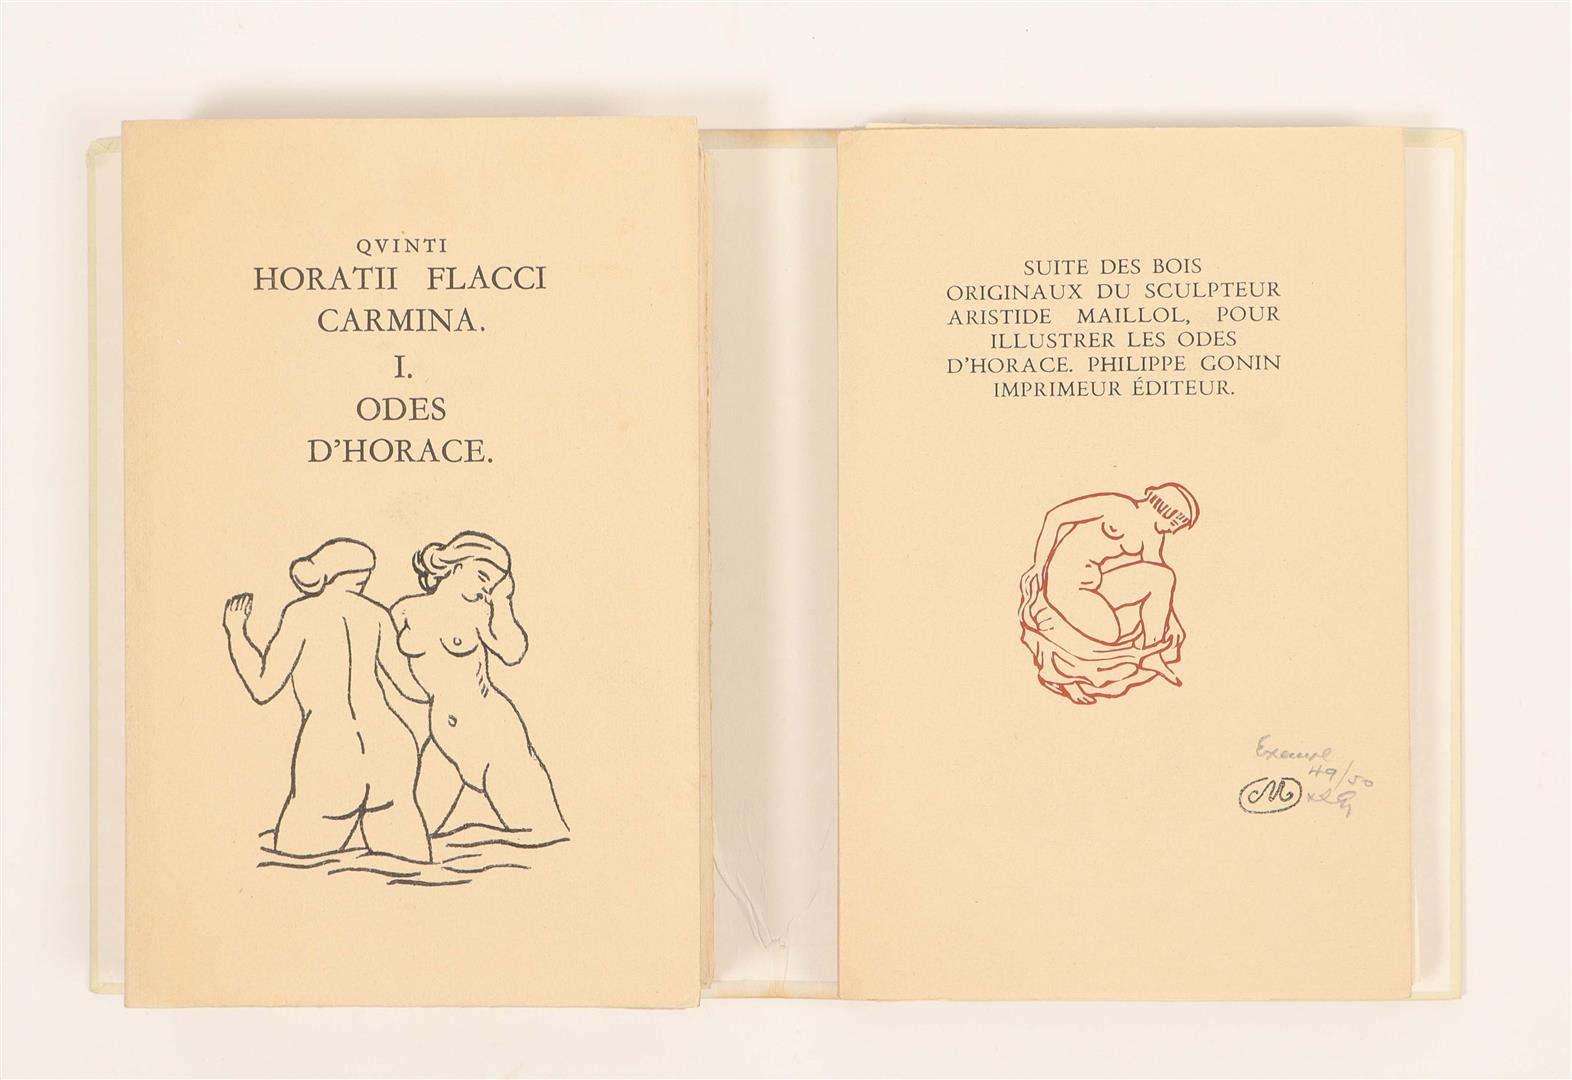 QVINTI
HORATII FLACCI
CARMINA.
I.
ODES
D'HORACE.
SUITE DES BOIS
ORIGINAUX DU SCULPTEUR
ARISTIDE MAILLOL, POUR
ILLUSTRER LES ODES
D'HORACE. PHILIPPE GONIN
IMPRIMEUR ÉDITEUR.
49/50
M